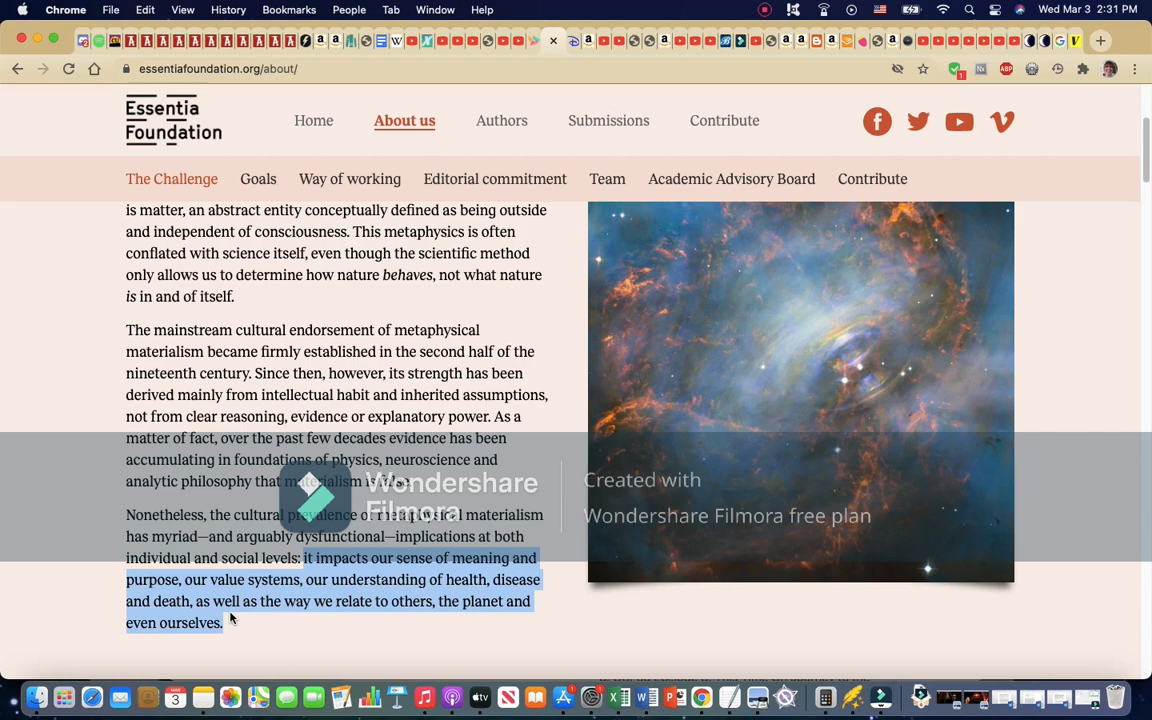 Chrome File Edit View History Bookmarks People Tab Window Help Wed Mar 3 2:31 PM
essentiafoundation.org/about/
Essentia
Foundation
Home About us Authors Submissions Contribute
The Challenge Goals Way of working Editorial commitment Team Academic Advisory Board Contribute
is matter, an abstract entity conceptually defined as being outside
and independent of consciousness. This metaphysics is often
conflated with science itself, even though the scientific method
only allows us to determine how nature behaves, not what nature
is in and of itself.
The mainstream cultural endorsement of metaphysical
materialism became firmly established in the second half of the
nineteenth century. Since then, however, its strength has been
derived mainly from intellectual habit and inherited assumptions,
not from clear reasoning, evidence or explanatory power. As a
matter of fact, over the past few decades evidence has been
accumulating in foundations of physics, neuroscience and
analytic philosophy that materialism is false.
Nonetheless, the cultural prevalence of metaphysical materialism
has myriad—and arguably dysfunctional—implications at both
individual and social levels: it impacts our sense of meaning and
purpose, our value systems, our understanding of health, disease
and death, as well as the way we relate to others, the planet and
even ourselves.
Wondershare
Filmora
Created with
Wondershare Filmora free plan